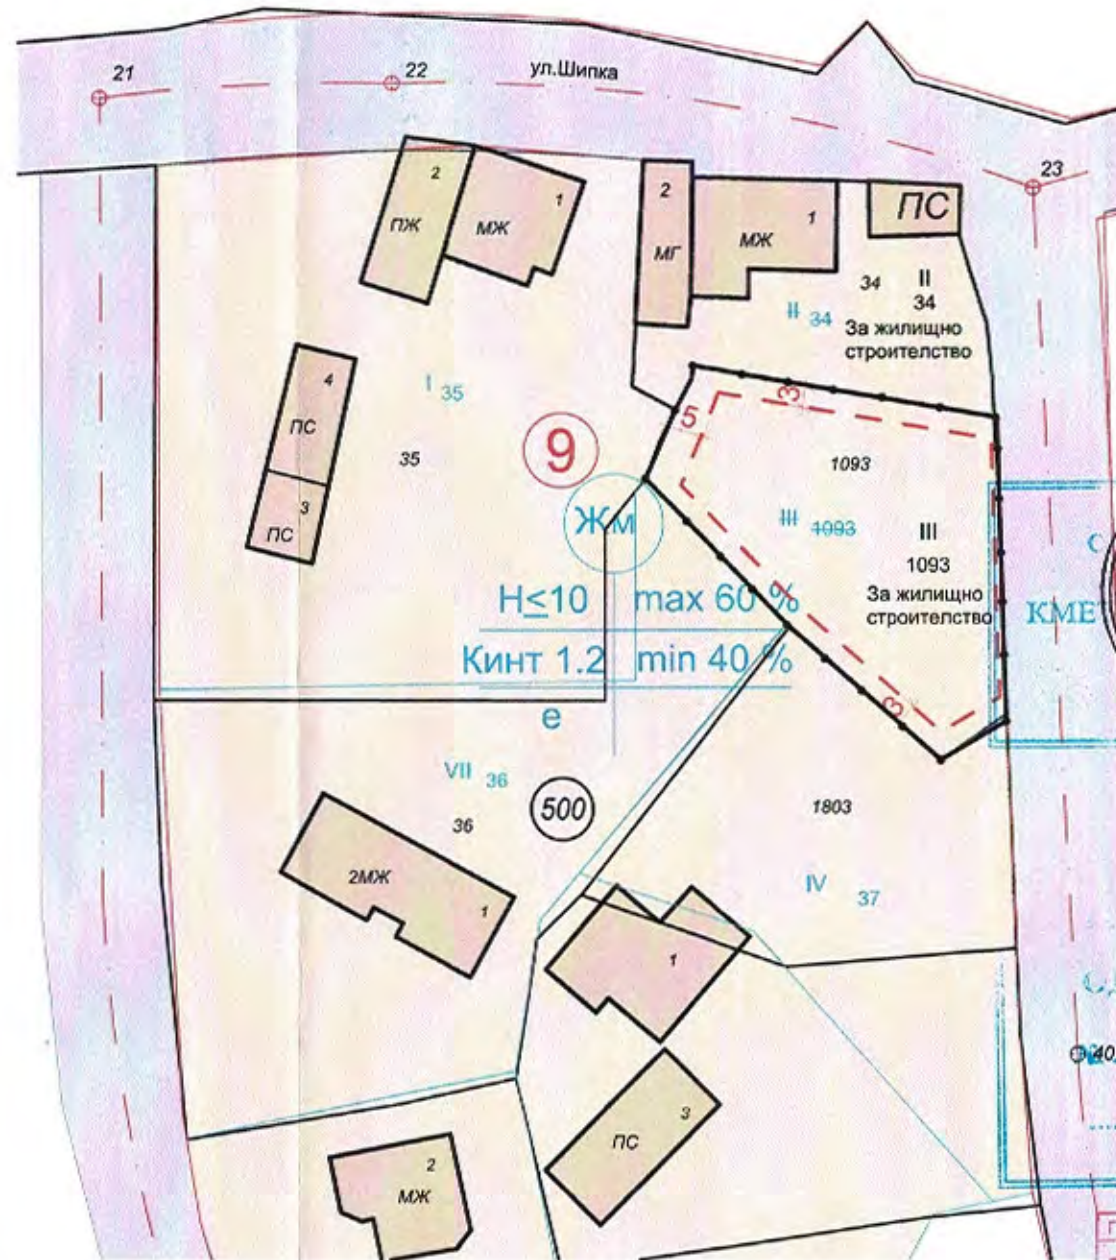 21
22
ул.Шипка
23
2
ПЖ
1
МЖ
2
МГ
1
МЖ
ПС
II 34
34
II
34
За жилищно
строителство
4
ПС
3
ПС
I 35
35
9
5
3
1093
III 1093
III
1093
За жилищно
строителство
Жм
H≤10 max 60 %
Кинт 1.2 min 40 %
е
3
КМЕТ
VII 36
36
500
1803
IV 37
2МЖ
1
1
3
ПС
2
МЖ
40